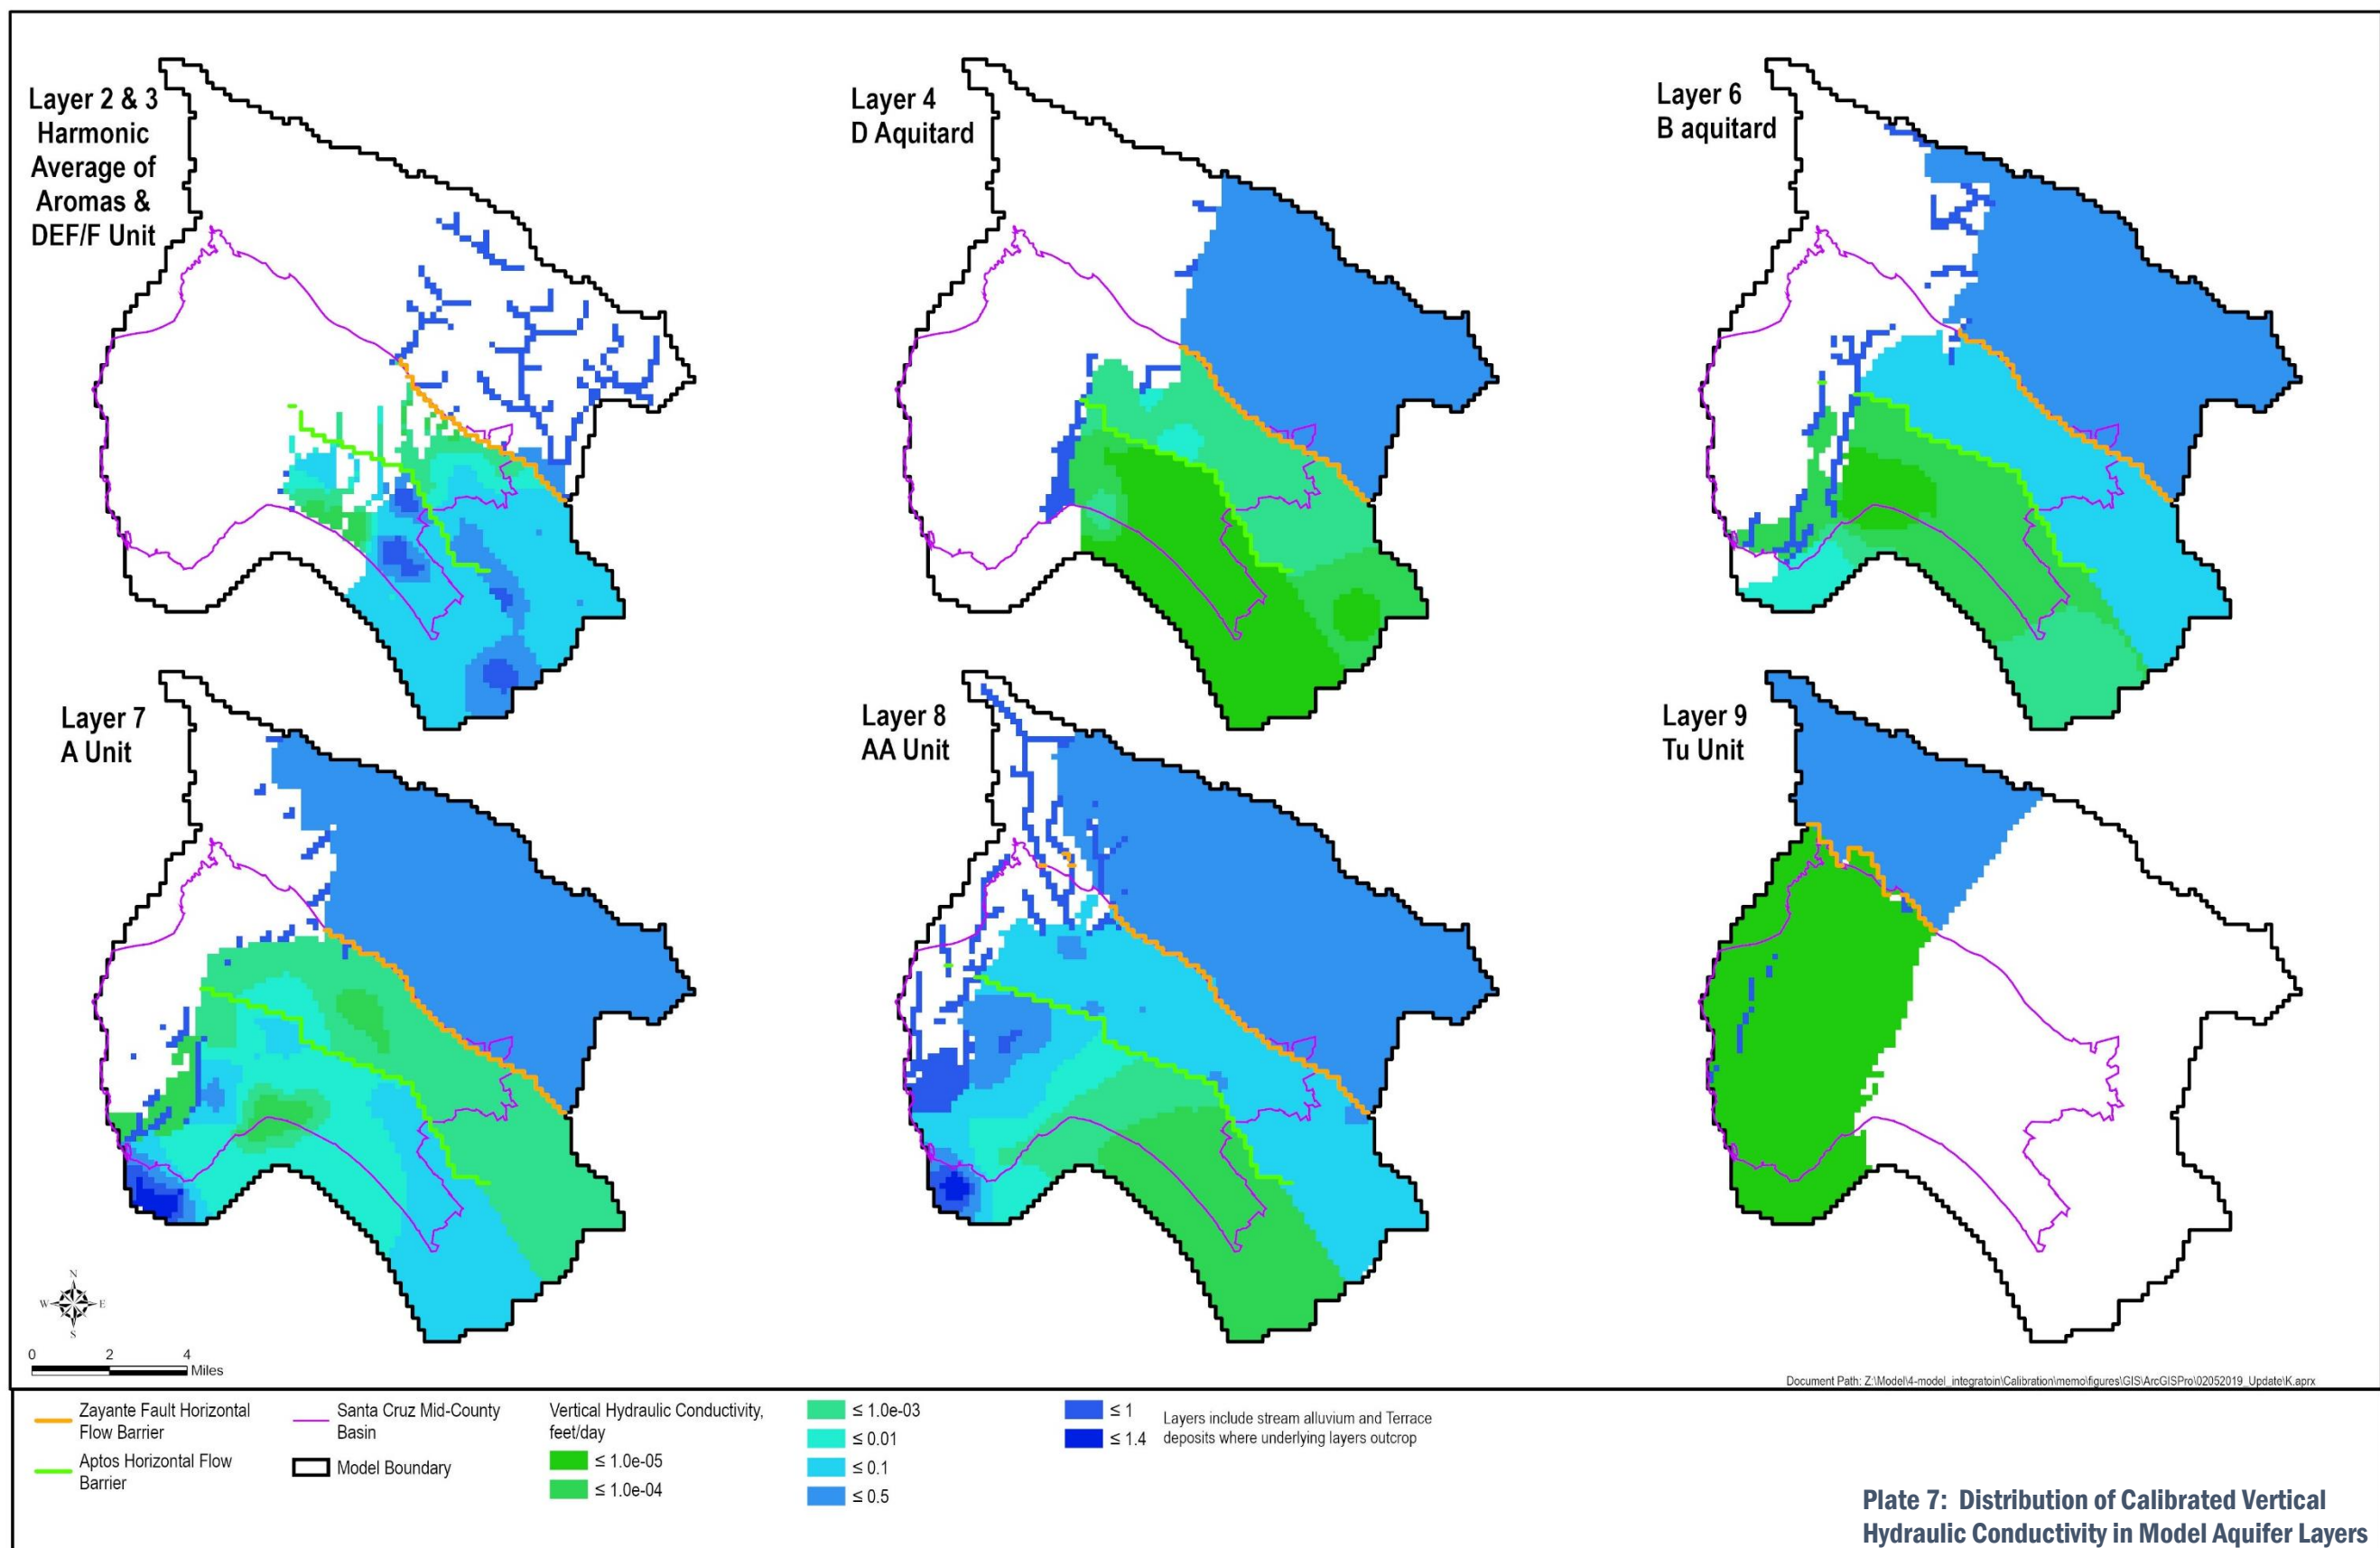 Layer 2 & 3
Harmonic
Average of
Aromas &
DEF/F Unit
Layer 4
D Aquitard
Layer 6
B aquitard
Layer 7
A Unit
Layer 8
AA Unit
Layer 9
Tu Unit
N
W E
S
0 2 4
Miles
Document Path: Z:\Model\4-model_integratoin\Calibration\memo\figures\GIS\ArcGISPro\02052019_Update\K.aprx
Zayante Fault Horizontal
Flow Barrier
Aptos Horizontal Flow
Barrier
Santa Cruz Mid-County
Basin
Model Boundary
Vertical Hydraulic Conductivity,
feet/day
≤ 1.0e-05
≤ 1.0e-04
≤ 1.0e-03
≤ 0.01
≤ 0.1
≤ 0.5
≤ 1
≤ 1.4
Layers include stream alluvium and Terrace
deposits where underlying layers outcrop
Plate 7: Distribution of Calibrated Vertical
Hydraulic Conductivity in Model Aquifer Layers